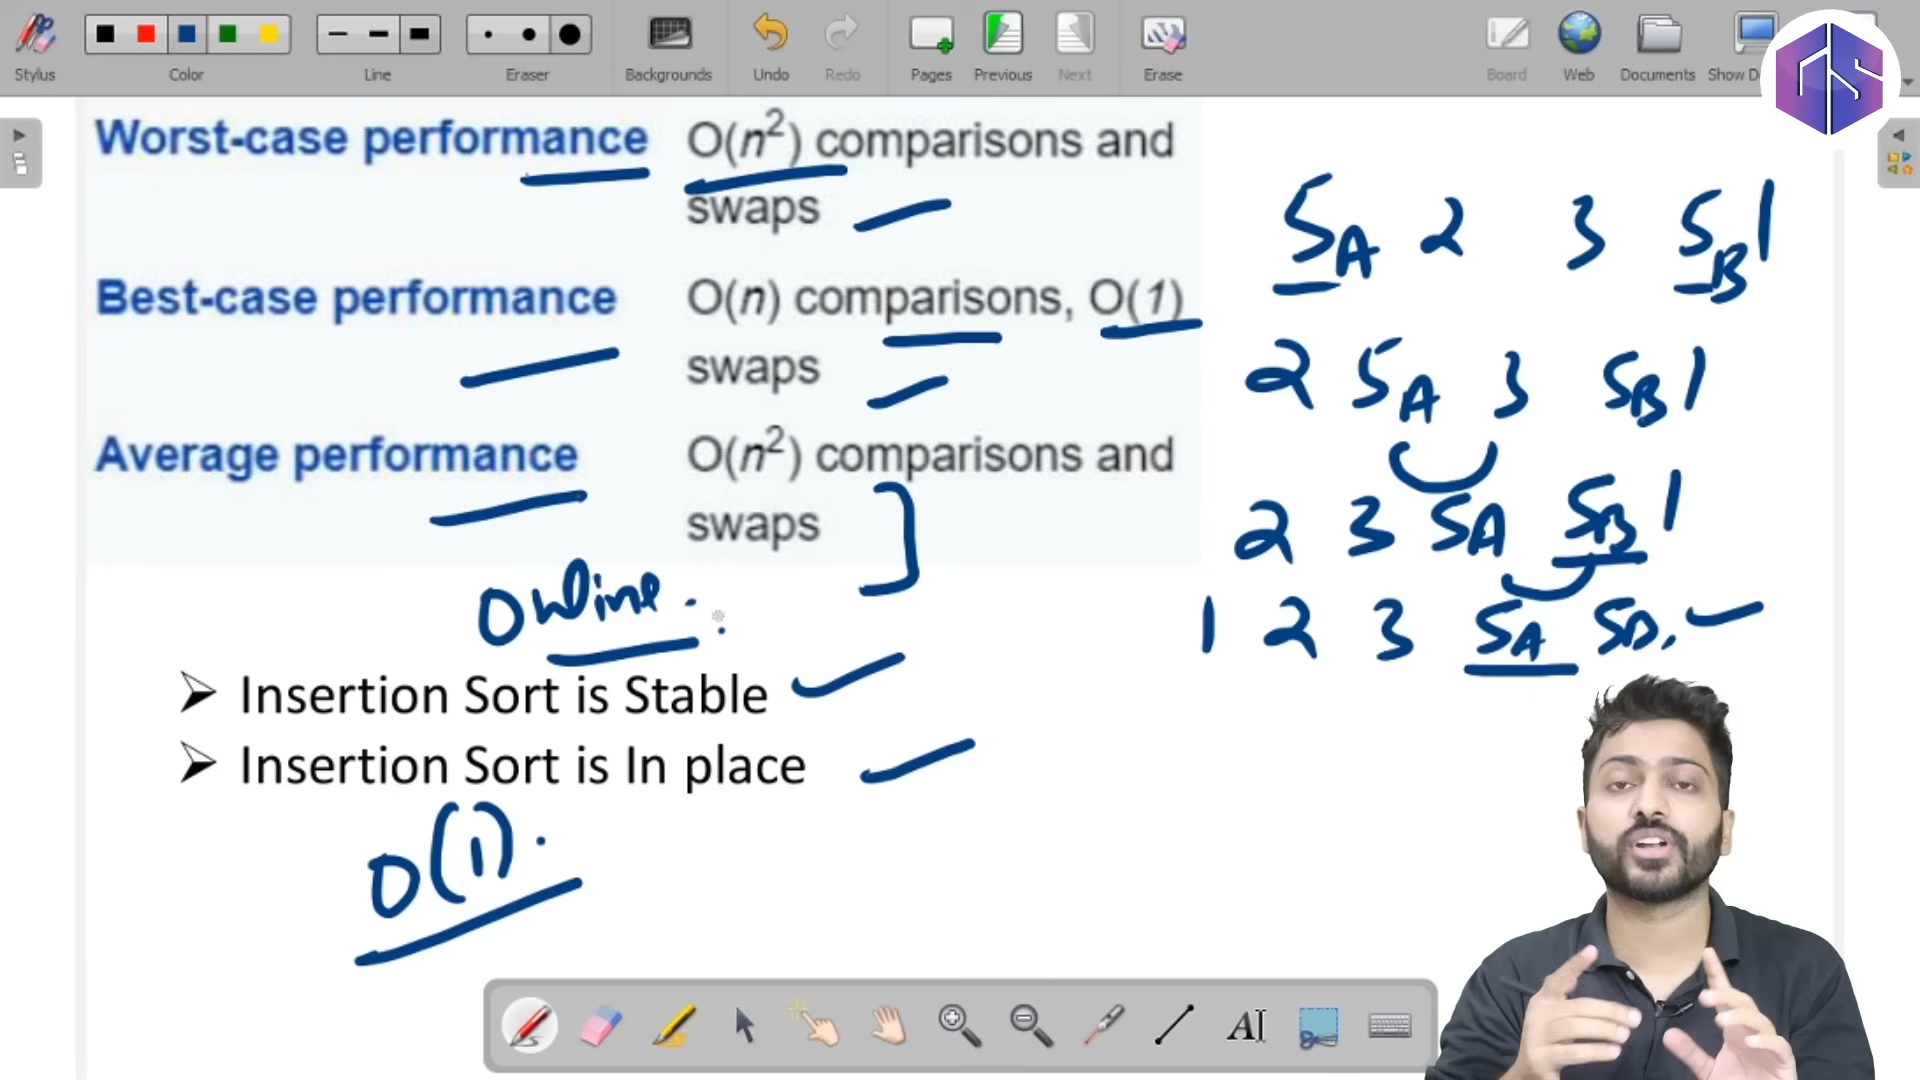 Stylus Color Line Eraser Backgrounds Undo Redo Pages Previous Next Erase Board Web Documents Show D
Worst-case performance O(n²) comparisons and
swaps
Best-case performance O(n) comparisons, O(1)
swaps
Average performance O(n²) comparisons and
swaps
Online.
Insertion Sort is Stable
Insertion Sort is In place
O(1).
5A 2 3 5B 1
2 5A 3 5B 1
2 3 5A 5B 1
1 2 3 5A 5B.
AI